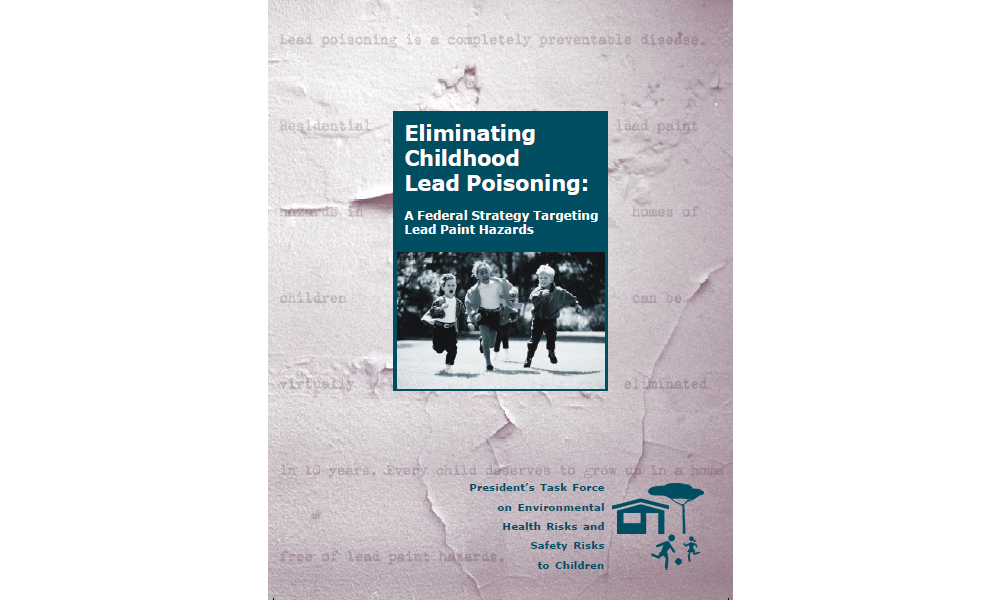 Lead poisoning is a completely preventable disease.
Residential lead paint
hazards in homes of
children can be
virtually eliminated
in 10 years. Every child deserves to grow up in a home
free of lead paint hazards.
Eliminating
Childhood
Lead Poisoning:
A Federal Strategy Targeting
Lead Paint Hazards
President's Task Force
on Environmental
Health Risks and
Safety Risks
to Children